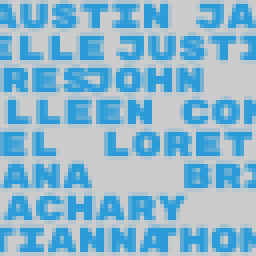 AUSTIN JA
ELLE JUSTI
RES JOHN
LLEEN CON
EL LORET
ANA BRI
ACHARY
TIANNA THOM